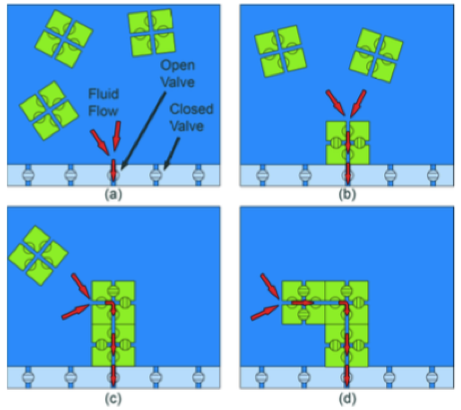 Open
Valve
Fluid
Flow
Closed
Valve
(a)
(b)
(c)
(d)